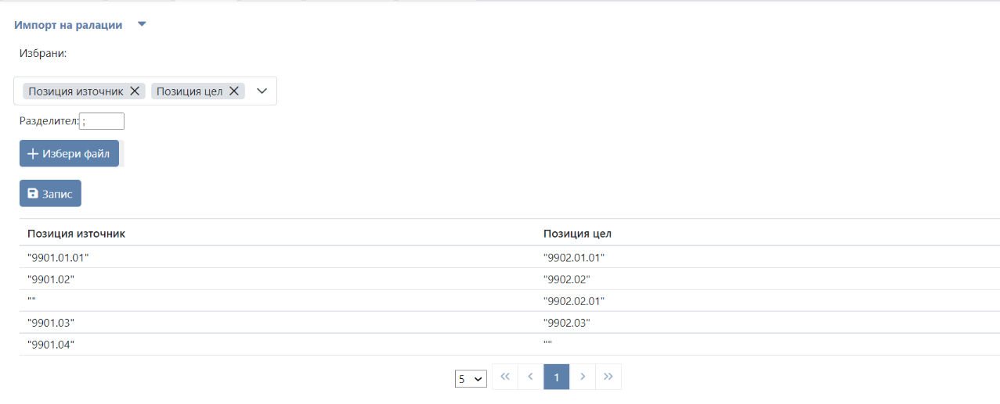 Импорт на ралации
Избрани:
Позиция източник Позиция цел
Разделител: ;
Избери файл
Запис
Позиция източник Позиция цел
"9901.01.01" "9902.01.01"
"9901.02" "9902.02"
"" "9902.02.01"
"9901.03" "9902.03"
"9901.04" ""
5 « ‹ 1 › »